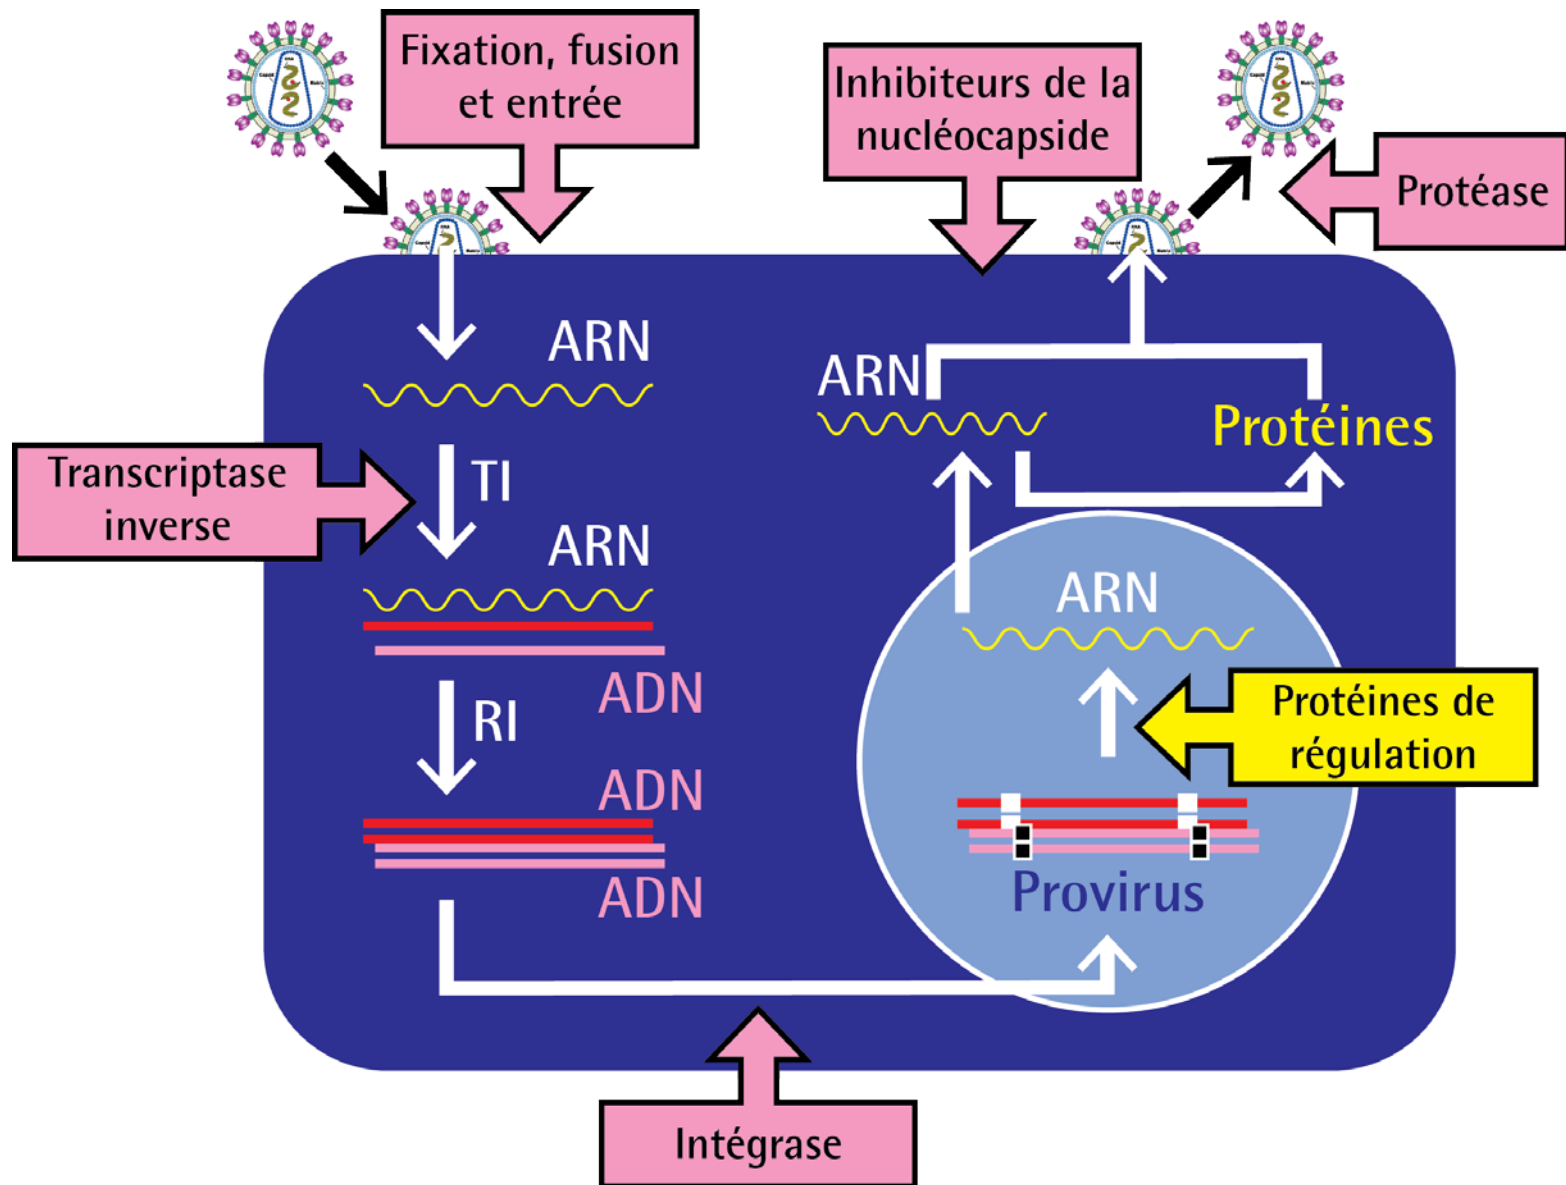 Fixation, fusion
et entrée
Inhibiteurs de la
nucléocapside
Protéase
ARN
Transcriptase
inverse
TI
ARN
ADN
RI
ADN
ADN
ARN
Protéines
ARN
Protéines de
régulation
Provirus
Intégrase